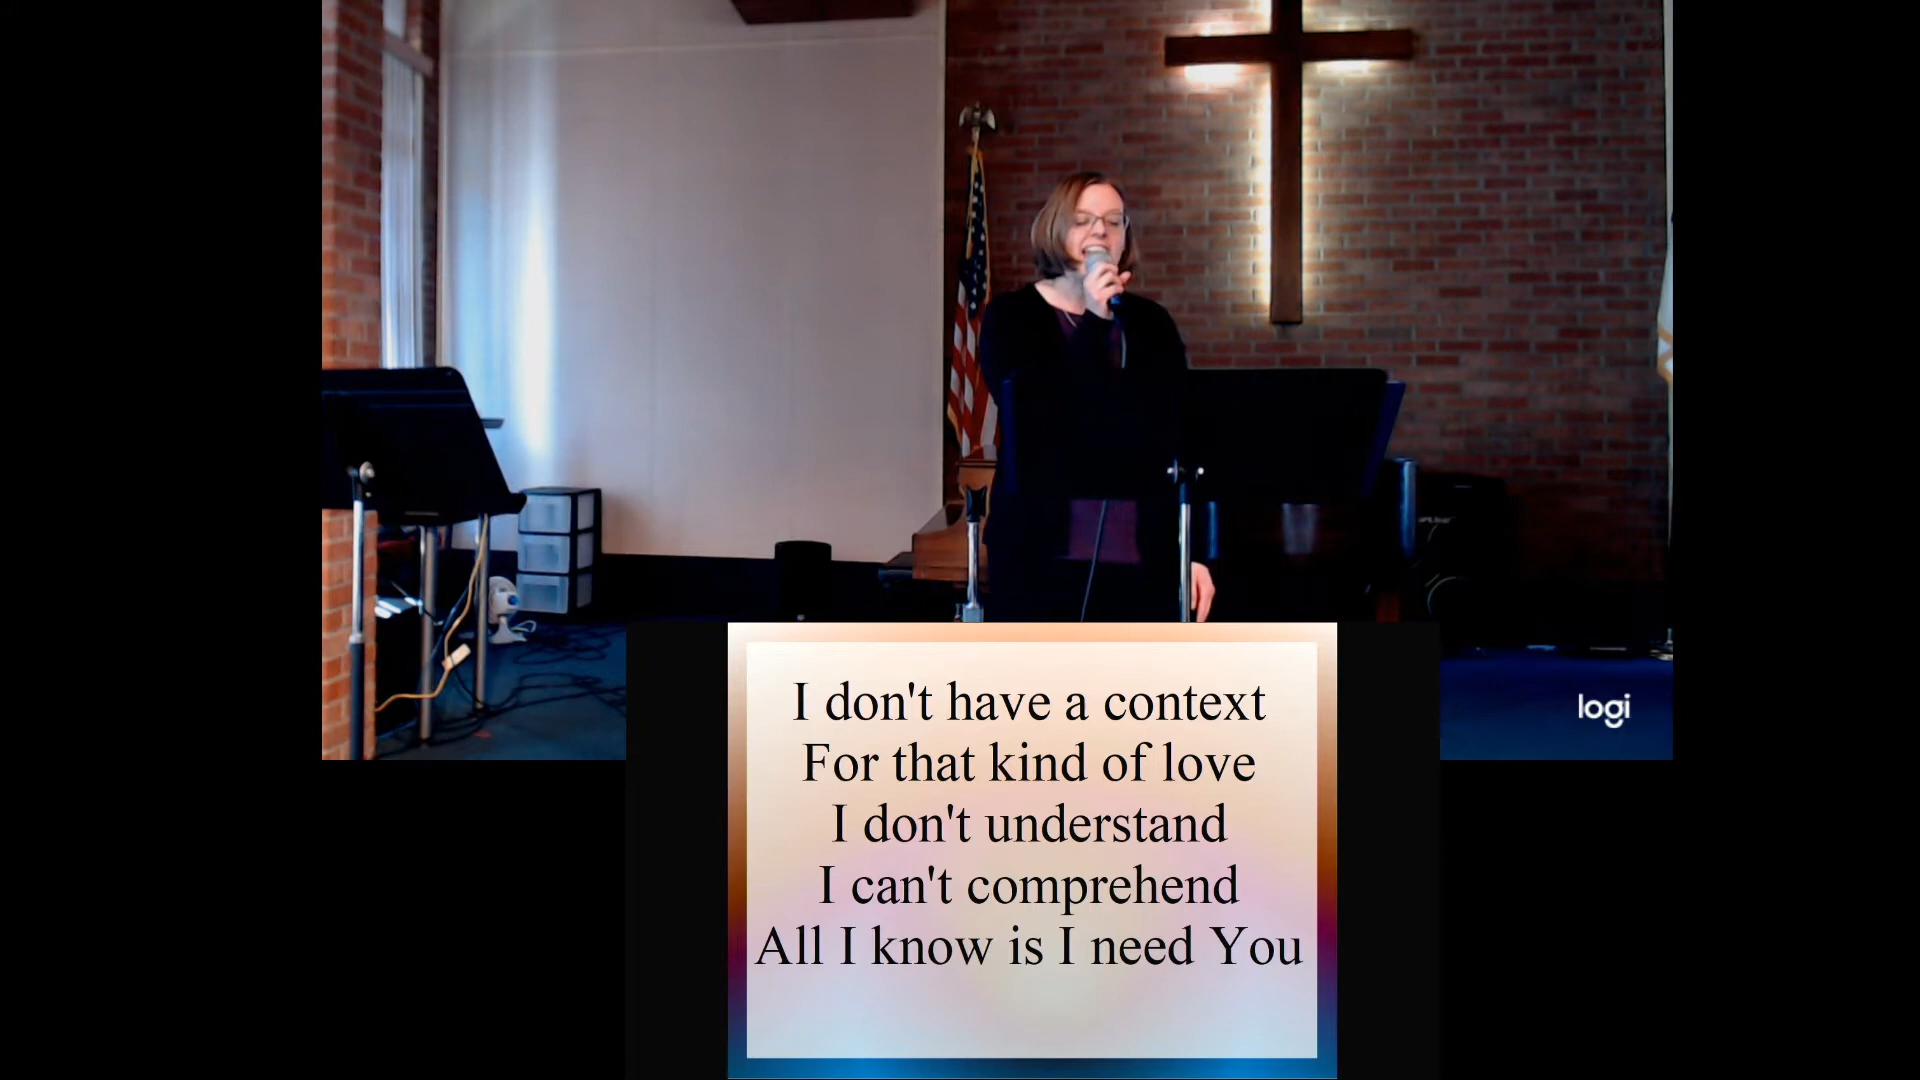 logi
I don't have a context
For that kind of love
I don't understand
I can't comprehend
All I know is I need You